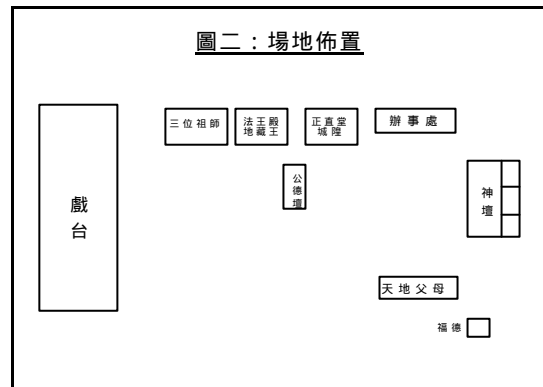 圖二：場地佈置
三位祖師
法王殿
地藏王
正直堂
城隍
辦事處
公德壇
神壇
戲台
天地父母
福德